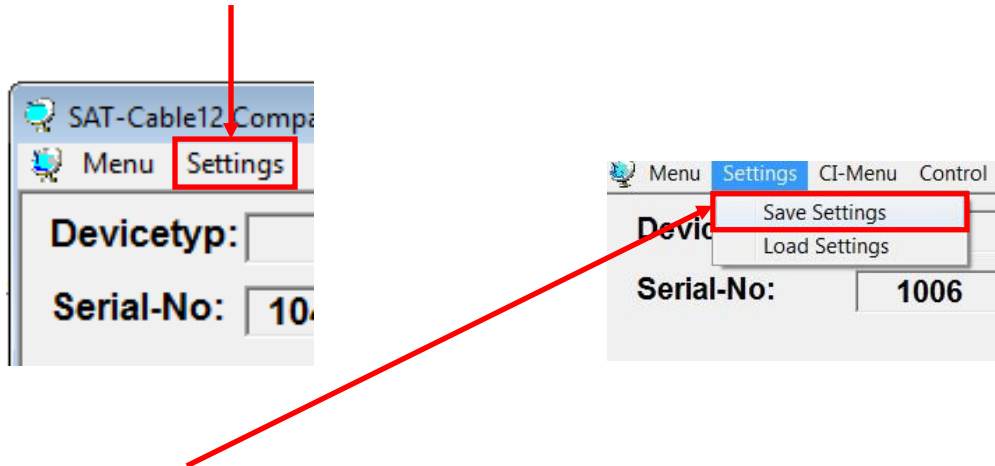 SAT-Cable12 Compa
Menu Settings
Devicetyp:
Serial-No: 10
Menu Settings CI-Menu Control
Save Settings
Load Settings
Serial-No: 1006